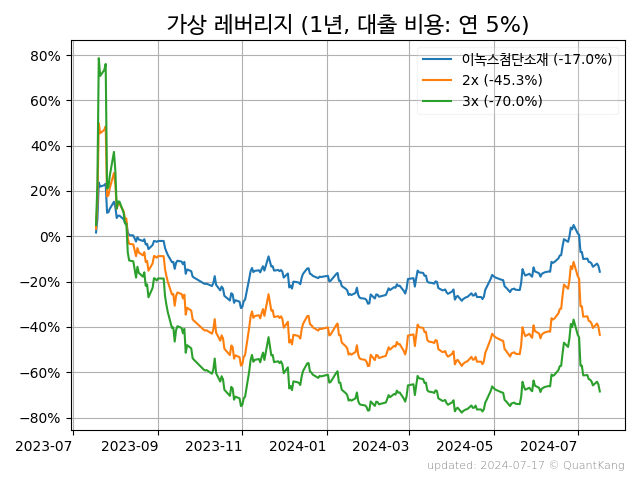 가상 레버리지 (1년, 대출 비용: 연 5%)
이녹스첨단소재 (-17.0%)
2x (-45.3%)
3x (-70.0%)
80%
60%
40%
20%
0%
−20%
−40%
−60%
−80%
2023-07 2023-09 2023-11 2024-01 2024-03 2024-05 2024-07
updated: 2024-07-17 © QuantKang